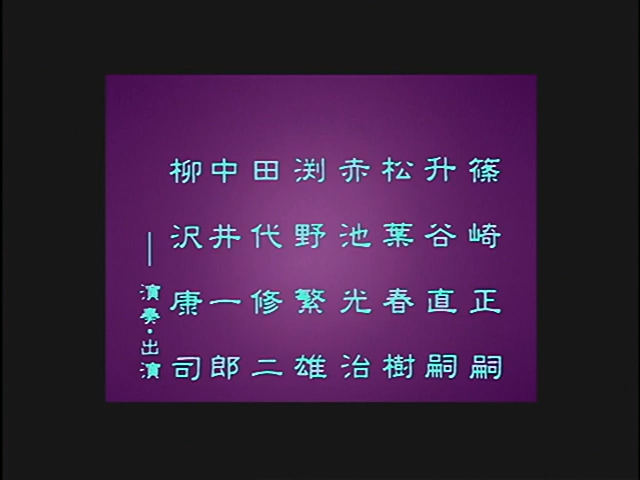 篠崎正嗣
升谷直嗣
松葉春樹
赤池光治
渕野繁雄
田代修二
中井一郎
柳沢康司
｜演奏・出演